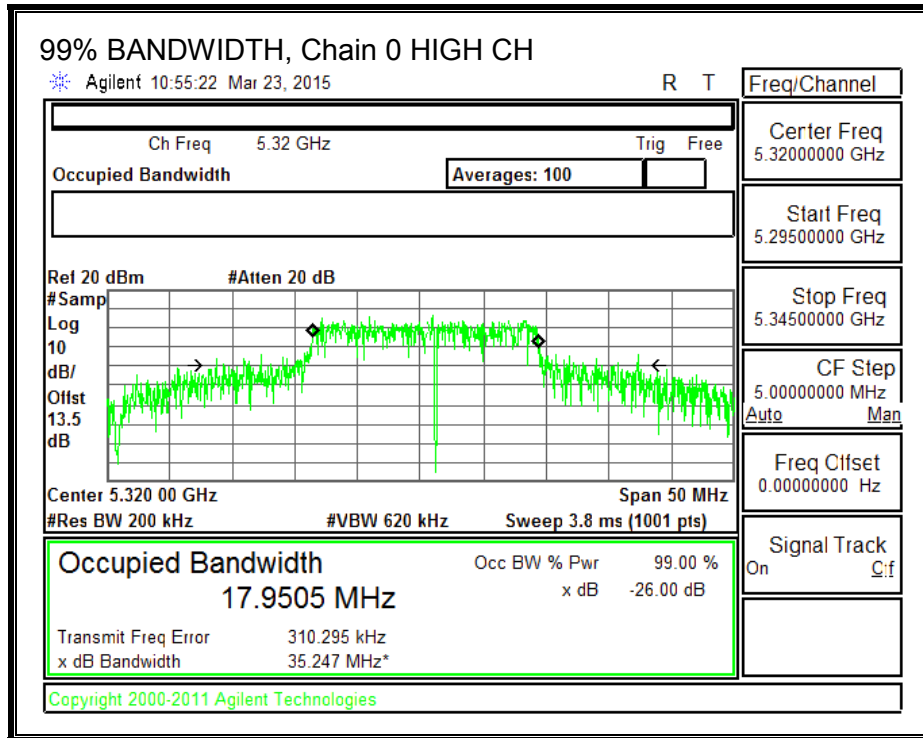 99% BANDWIDTH, Chain 0 HIGH CH
Agilent 10:55:22 Mar 23, 2015 R T
Ch Freq 5.32 GHz Trig Free
Occupied Bandwidth Averages: 100
Ref 20 dBm #Atten 20 dB
#Samp
Log
10
dB/
Offst
13.5
dB
Center 5.320 00 GHz Span 50 MHz
#Res BW 200 kHz #VBW 620 kHz Sweep 3.8 ms (1001 pts)
Occupied Bandwidth Occ BW % Pwr 99.00 %
17.9505 MHz x dB -26.00 dB
Transmit Freq Error 310.295 kHz
x dB Bandwidth 35.247 MHz*
Copyright 2000-2011 Agilent Technologies
Freq/Channel
Center Freq
5.32000000 GHz
Start Freq
5.29500000 GHz
Stop Freq
5.34500000 GHz
CF Step
5.00000000 MHz
Auto Man
Freq Offset
0.00000000 Hz
Signal Track
On Off